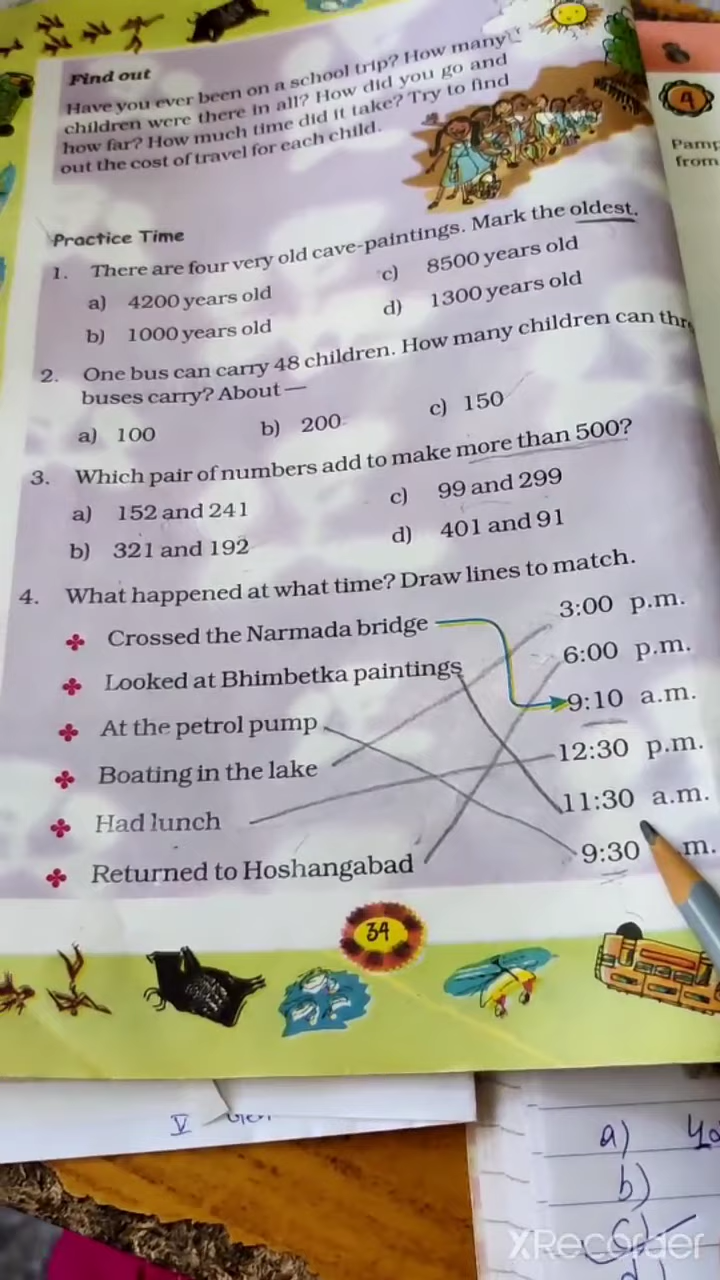 Find out
Have you ever been on a school trip? How many
children were there in all? How did you go and
how far? How much time did it take? Try to find
out the cost of travel for each child.
4
Pamp
from
Practice Time
1. There are four very old cave-paintings. Mark the oldest.
a) 4200 years old
c) 8500 years old
b) 1000 years old
d) 1300 years old
2. One bus can carry 48 children. How many children can thre
buses carry? About —
a) 100
b) 200
c) 150
3. Which pair of numbers add to make more than 500?
a) 152 and 241
c) 99 and 299
b) 321 and 192
d) 401 and 91
4. What happened at what time? Draw lines to match.
Crossed the Narmada bridge
3:00 p.m.
Looked at Bhimbetka paintings
6:00 p.m.
At the petrol pump
9:10 a.m.
Boating in the lake
12:30 p.m.
Had lunch
11:30 a.m.
Returned to Hoshangabad
9:30 m.
34
V
a)
b)
c)
XRecorder